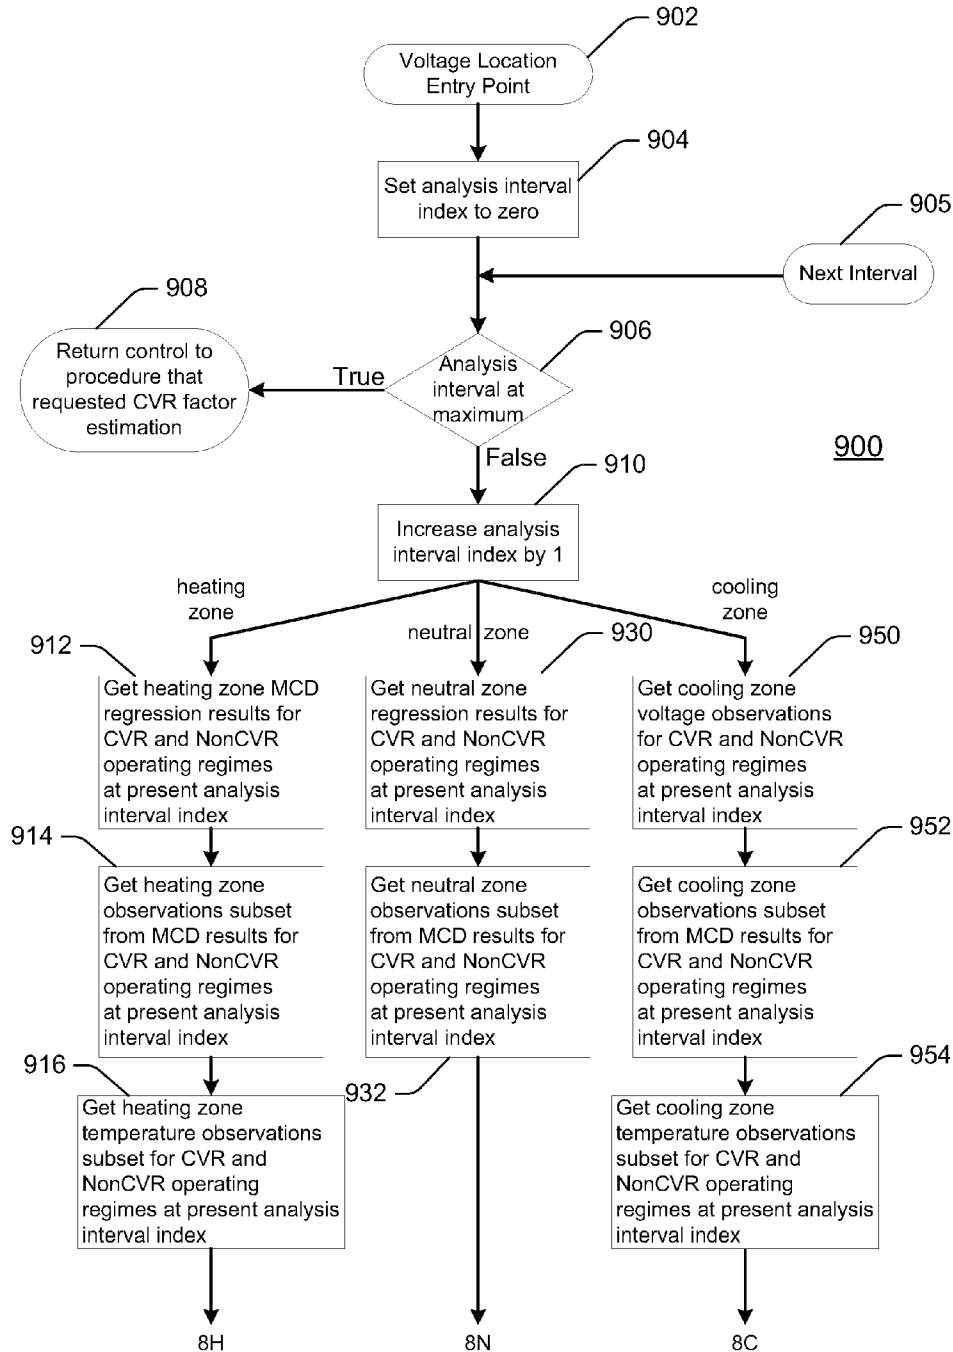 902
Voltage Location
Entry Point
904
Set analysis interval
index to zero
905
Next Interval
908
Return control to
procedure that
requested CVR factor
estimation
True
906
Analysis
interval at
maximum
False
900
910
Increase analysis
interval index by 1
heating
zone
neutral zone
cooling
zone
912
Get heating zone MCD
regression results for
CVR and NonCVR
operating regimes
at present analysis
interval index
930
Get neutral zone
regression results for
CVR and NonCVR
operating regimes
at present analysis
interval index
950
Get cooling zone
voltage observations
for CVR and NonCVR
operating regimes
at present analysis
interval index
914
Get heating zone
observations subset
from MCD results for
CVR and NonCVR
operating regimes
at present analysis
interval index
Get neutral zone
observations subset
from MCD results for
CVR and NonCVR
operating regimes
at present analysis
interval index
932
952
Get cooling zone
observations subset
from MCD results for
CVR and NonCVR
operating regimes
at present analysis
interval index
916
Get heating zone
temperature observations
subset for CVR and
NonCVR operating
regimes at present analysis
interval index
954
Get cooling zone
temperature observations
subset for CVR and
NonCVR operating
regimes at present analysis
interval index
8H
8N
8C